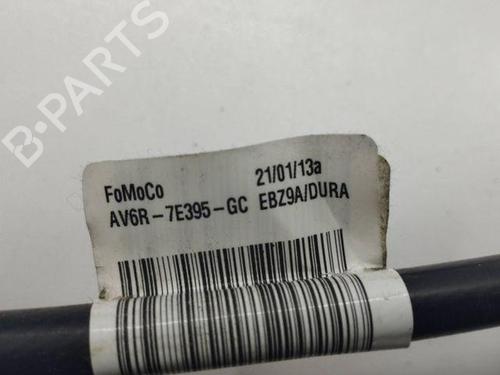 B-PARTS
FoMoCo 21/01/13a
AV6R-7E395-GC EBZ9A/DURA